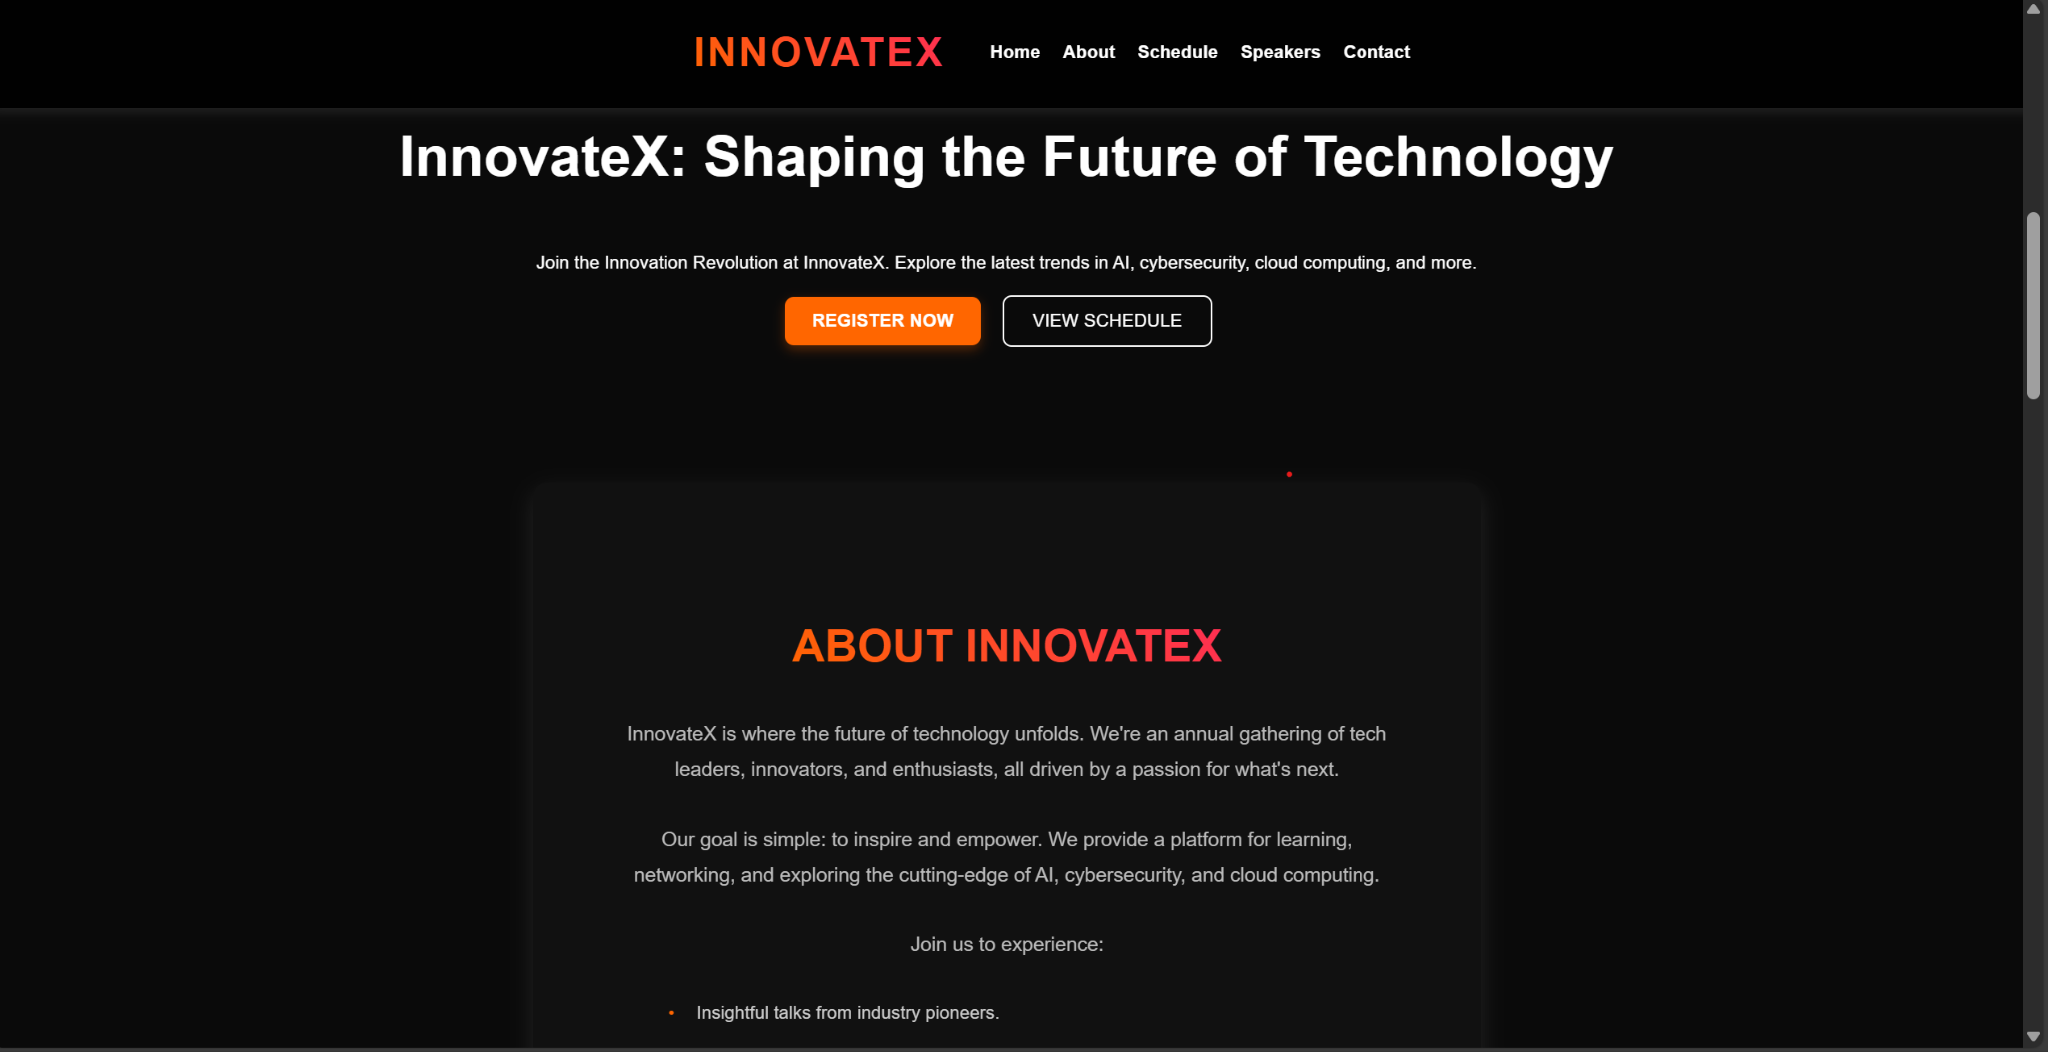 INNOVATEX
Home About Schedule Speakers Contact
InnovateX: Shaping the Future of Technology
Join the Innovation Revolution at InnovateX. Explore the latest trends in AI, cybersecurity, cloud computing, and more.
REGISTER NOW
VIEW SCHEDULE
ABOUT INNOVATEX
InnovateX is where the future of technology unfolds. We're an annual gathering of tech
leaders, innovators, and enthusiasts, all driven by a passion for what's next.
Our goal is simple: to inspire and empower. We provide a platform for learning,
networking, and exploring the cutting-edge of AI, cybersecurity, and cloud computing.
Join us to experience:
• Insightful talks from industry pioneers.